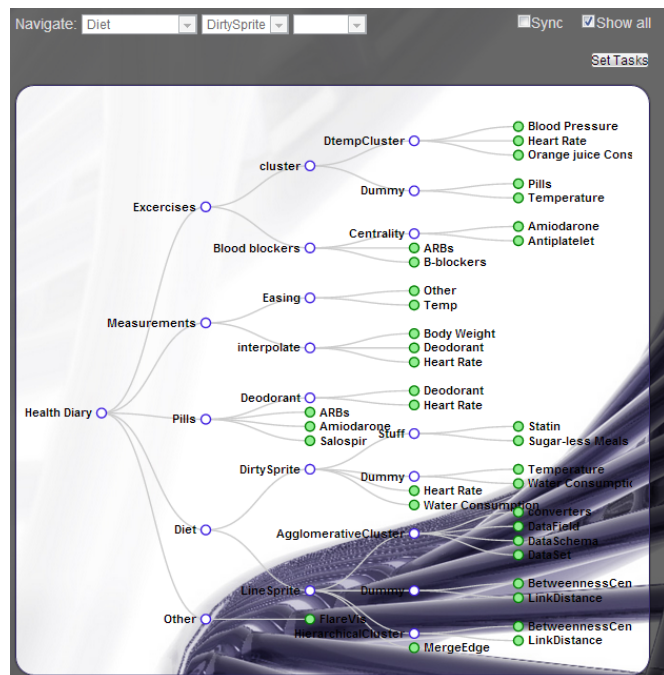 Navigate: Diet DirtySprite Sync Show all
Set Tasks
Blood Pressure
DtempCluster Heart Rate
Orange juice Cons
cluster
Pills
Dummy
Temperature
Excercises
Amiodarone
Centrality
Antiplatelet
Blood blockers ARBs
B-blockers
Other
Easing
Temp
Measurements
Body Weight
interpolate Deodorant
Heart Rate
Deodorant
Deodorant
Heart Rate
ARBs
Health Diary Pills
Amiodarone Statin
Stuff
Salospir Sugar-less Meals
DirtySprite Temperature
Dummy
Water Consumptic
Heart Rate
Water Consumption
converters
Diet DataField
AgglomerativeCluster
DataSchema
DataSet
BetweennessCen
LineSprite Dummy
LinkDistance
Other FlareVis
BetweennessCen
HierarchicalCluster
LinkDistance
MergeEdge